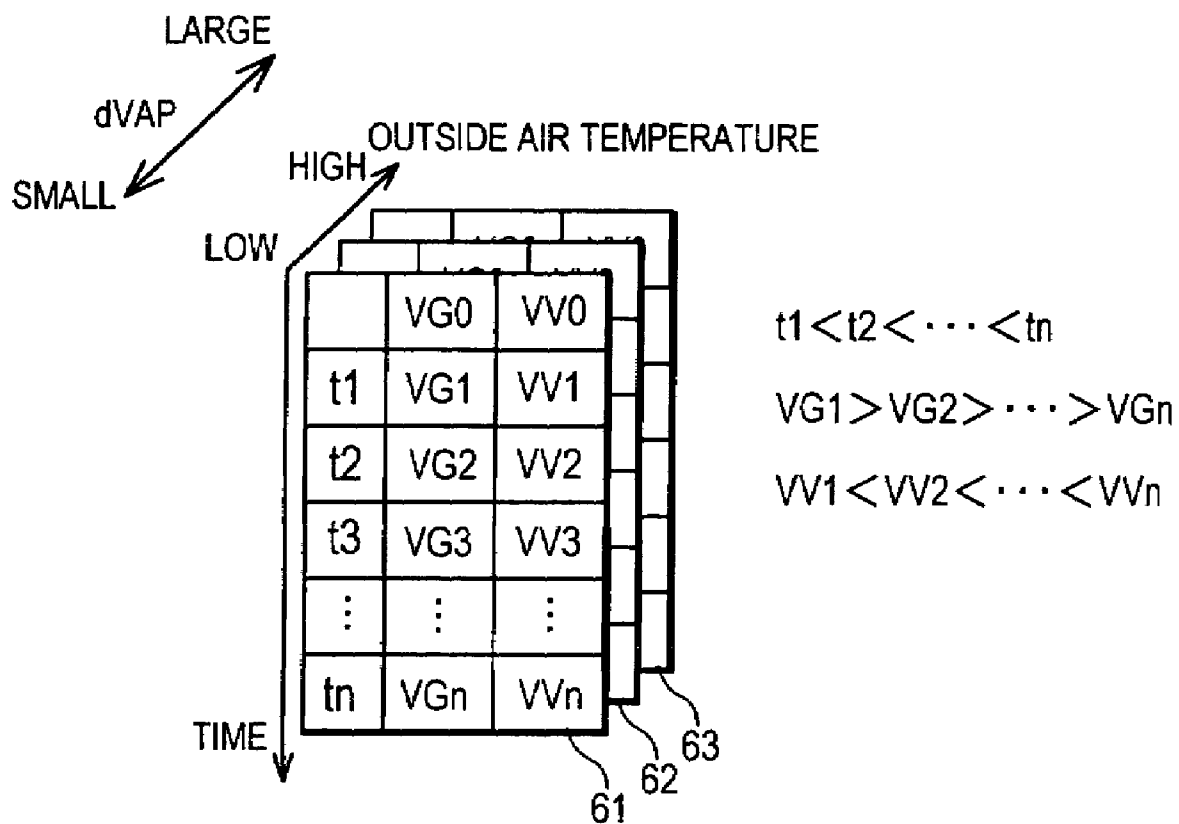 LARGE
dVAP
SMALL
OUTSIDE AIR TEMPERATURE
HIGH
LOW
VG0 VV0
t1 VG1 VV1
t2 VG2 VV2
t3 VG3 VV3
⋮ ⋮ ⋮
tn VGn VVn
TIME
61
62
63
t1<t2<···<tn
VG1>VG2>···>VGn
VV1<VV2<···<VVn